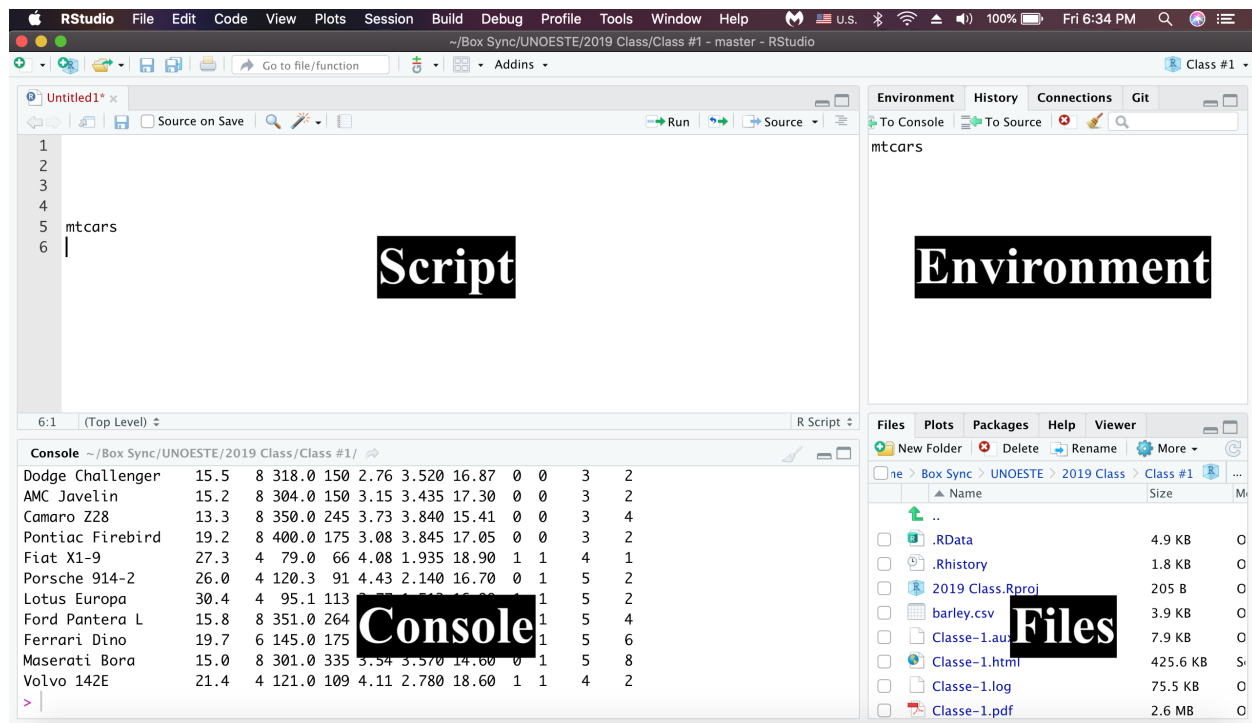 RStudio File Edit Code View Plots Session Build Debug Profile Tools Window Help U.S. 100% Fri 6:34 PM
~/Box Sync/UNOESTE/2019 Class/Class #1 - master - RStudio
Go to file/function Addins Class #1
Untitled1*
Source on Save Run Source
1
2
3
4
5 mtcars
6
Script
6:1 (Top Level) R Script
Environment History Connections Git
To Console To Source
mtcars
Environment
Console ~/Box Sync/UNOESTE/2019 Class/Class #1/
Dodge Challenger 15.5 8 318.0 150 2.76 3.520 16.87 0 0 3 2
AMC Javelin 15.2 8 304.0 150 3.15 3.435 17.30 0 0 3 2
Camaro Z28 13.3 8 350.0 245 3.73 3.840 15.41 0 0 3 4
Pontiac Firebird 19.2 8 400.0 175 3.08 3.845 17.05 0 0 3 2
Fiat X1-9 27.3 4 79.0 66 4.08 1.935 18.90 1 1 4 1
Porsche 914-2 26.0 4 120.3 91 4.43 2.140 16.70 0 1 5 2
Lotus Europa 30.4 4 95.1 113 1 5 2
Ford Pantera L 15.8 8 351.0 264 1 5 4
Ferrari Dino 19.7 6 145.0 175 1 5 6
Maserati Bora 15.0 8 301.0 335 3.54 3.570 14.60 0 1 5 8
Volvo 142E 21.4 4 121.0 109 4.11 2.780 18.60 1 1 4 2
>
Console
Files Plots Packages Help Viewer
New Folder Delete Rename More
Box Sync > UNOESTE > 2019 Class > Class #1 ...
Name Size
..
.RData 4.9 KB
.Rhistory 1.8 KB
2019 Class.Rproj 205 B
barley.csv 3.9 KB
Classe-1.aux 7.9 KB
Classe-1.html 425.6 KB
Classe-1.log 75.5 KB
Classe-1.pdf 2.6 MB
Files